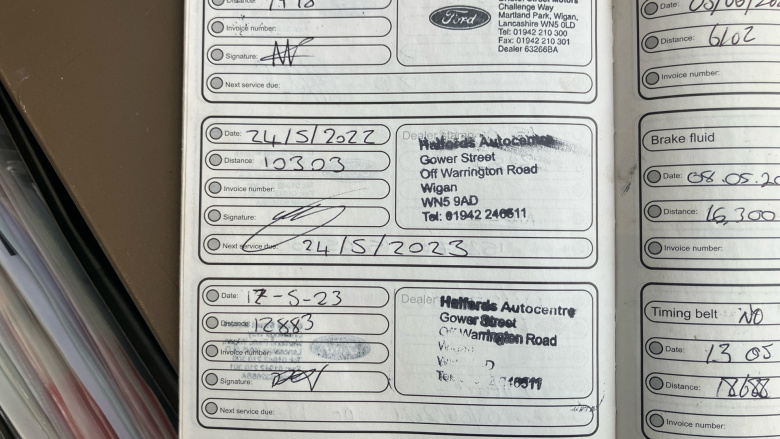 Invoice number:
Signature:
Next service due:
Ford
Challenge Way
Martland Park, Wigan,
Lancashire WN5 0LD
Tel: 01942 210 300
Fax: 01942 210 301
Dealer 63266BA
Date: 24/5/2022
Distance: 10303
Invoice number:
Signature:
Next service due: 24/5/2023
Dealer stamp
Halfords Autocentre
Gower Street
Off Warrington Road
Wigan
WN5 9AD
Tel: 01942 246511
Date: 17-5-23
Distance: 12883
Invoice number:
Signature:
Next service due:
Dealer
Halfords Autocentre
Gower Street
Off Warrington Road
Date:
Distance: 6102
Invoice number:
Brake fluid
Date: 08.05.20
Distance: 16,300
Invoice number:
Timing belt NO
Date: 13 05
Distance:
Invoice number: